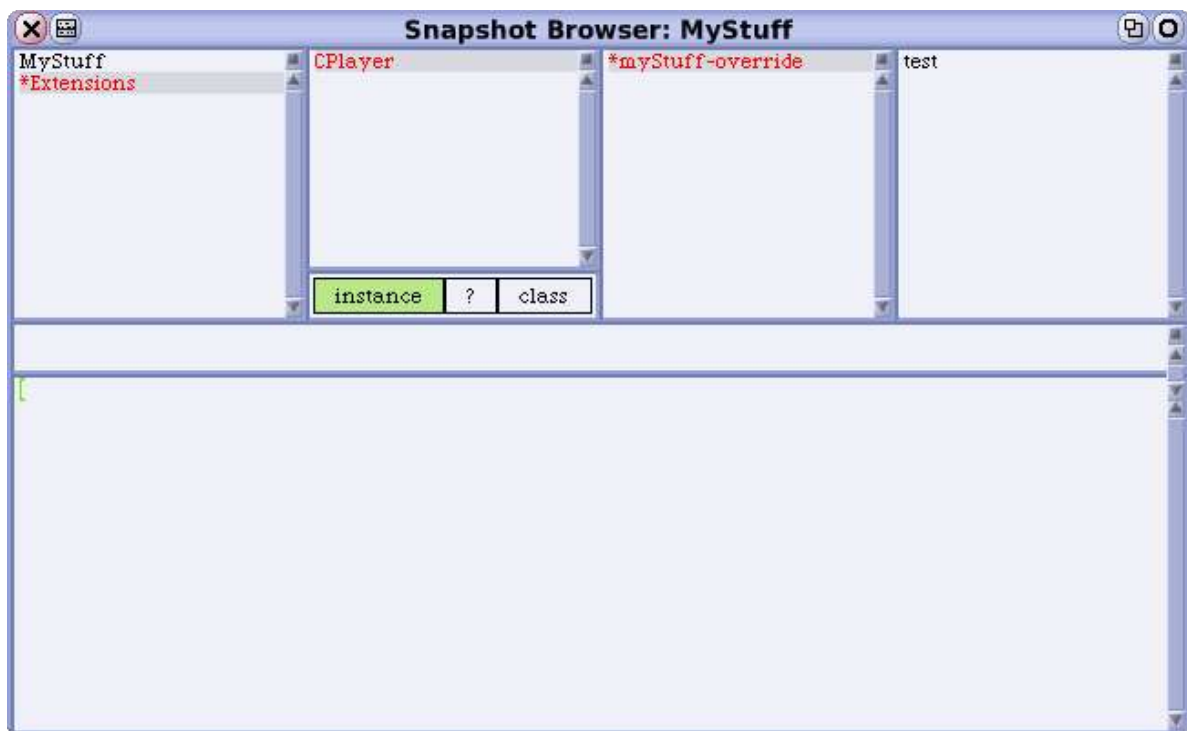 Snapshot Browser: MyStuff
MyStuff
*Extensions
CPlayer
instance ? class
*myStuff-override
test